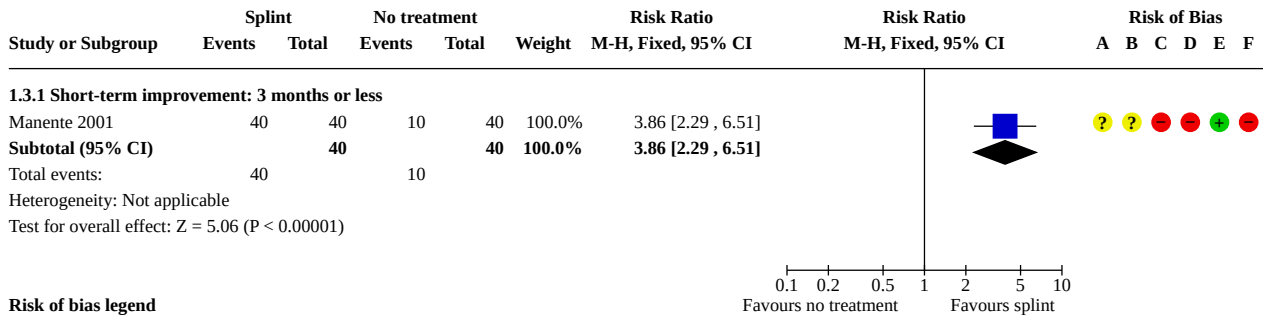 Splint No treatment Risk Ratio Risk Ratio Risk of Bias
Study or Subgroup Events Total Events Total Weight M-H, Fixed, 95% CI M-H, Fixed, 95% CI A B C D E F
1.3.1 Short-term improvement: 3 months or less
Manente 2001 40 40 10 40 100.0% 3.86 [2.29 , 6.51] ? ? − − + −
Subtotal (95% CI) 40 40 100.0% 3.86 [2.29 , 6.51]
Total events: 40 10
Heterogeneity: Not applicable
Test for overall effect: Z = 5.06 (P < 0.00001)
0.1 0.2 0.5 1 2 5 10
Favours no treatment Favours splint
Risk of bias legend